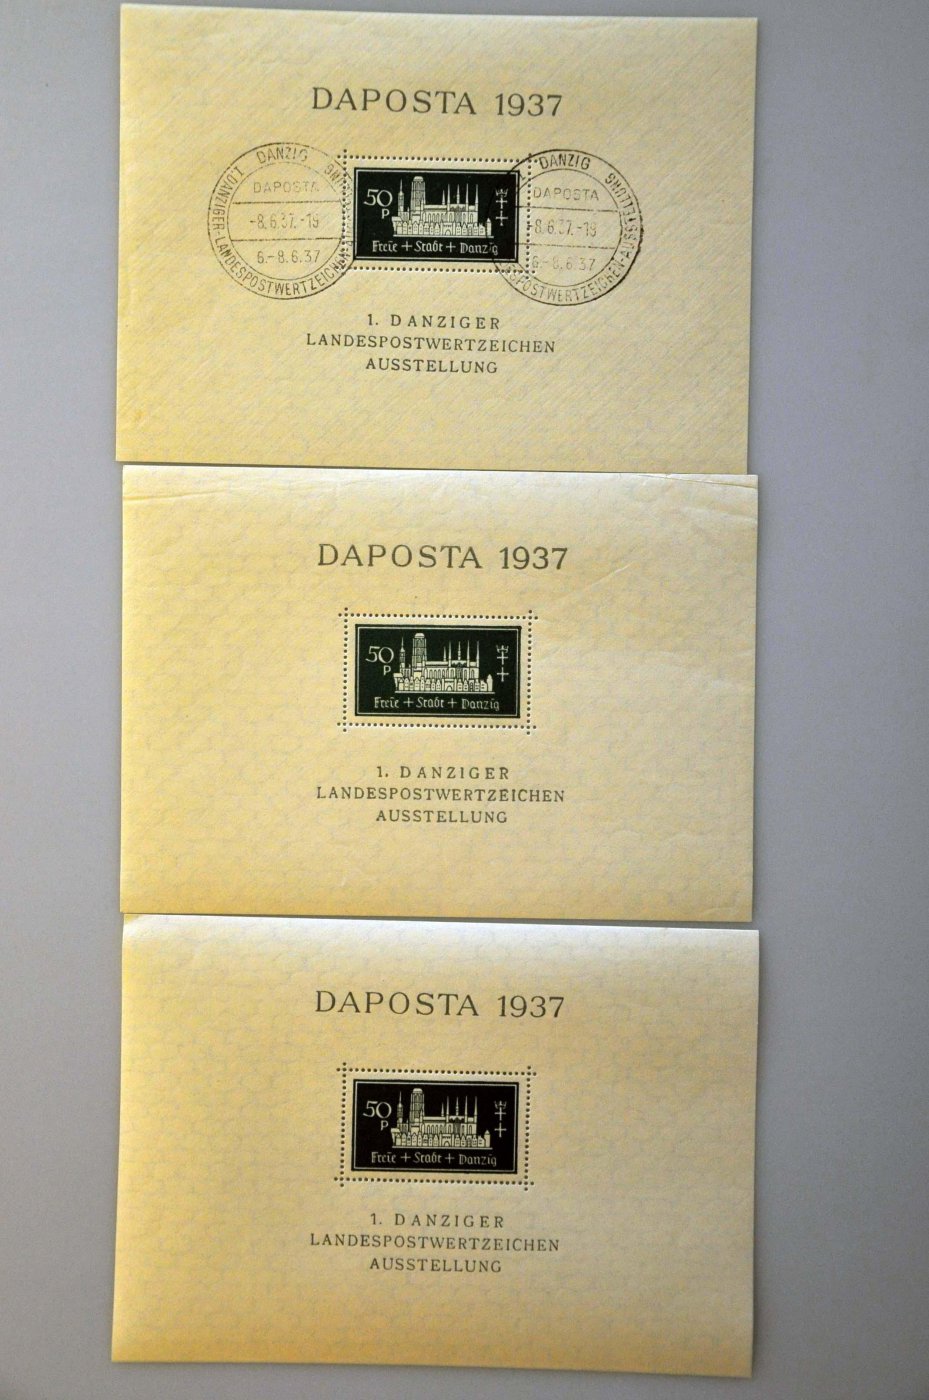 DAPOSTA 1937
I. DANZIGER-LANDESPOSTWERTZEICHEN
DANZIG
DAPOSTA
-8.6.37.-19
6.-8.6.37
50
P
Freie + Stadt + Danzig
DANZIG
AUSSTELLUNG
DAPOSTA
-8.6.37.-19
6.-8.6.37
1. DANZIGER
LANDESPOSTWERTZEICHEN
AUSSTELLUNG
DAPOSTA 1937
50
P
Freie + Stadt + Danzig
1. DANZIGER
LANDESPOSTWERTZEICHEN
AUSSTELLUNG
DAPOSTA 1937
50
P
Freie + Stadt + Danzig
1. DANZIGER
LANDESPOSTWERTZEICHEN
AUSSTELLUNG